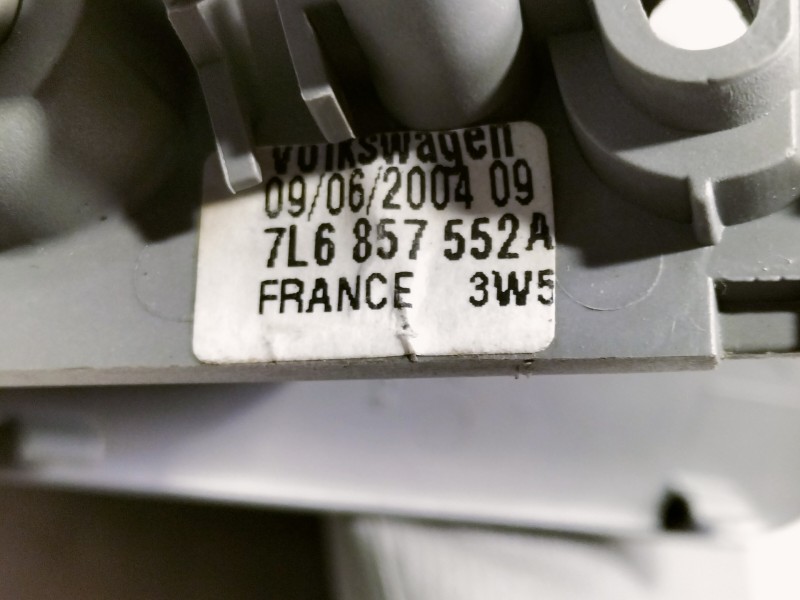 Volkswagen
09/06/2004 09
7L6 857 552A
FRANCE 3W5